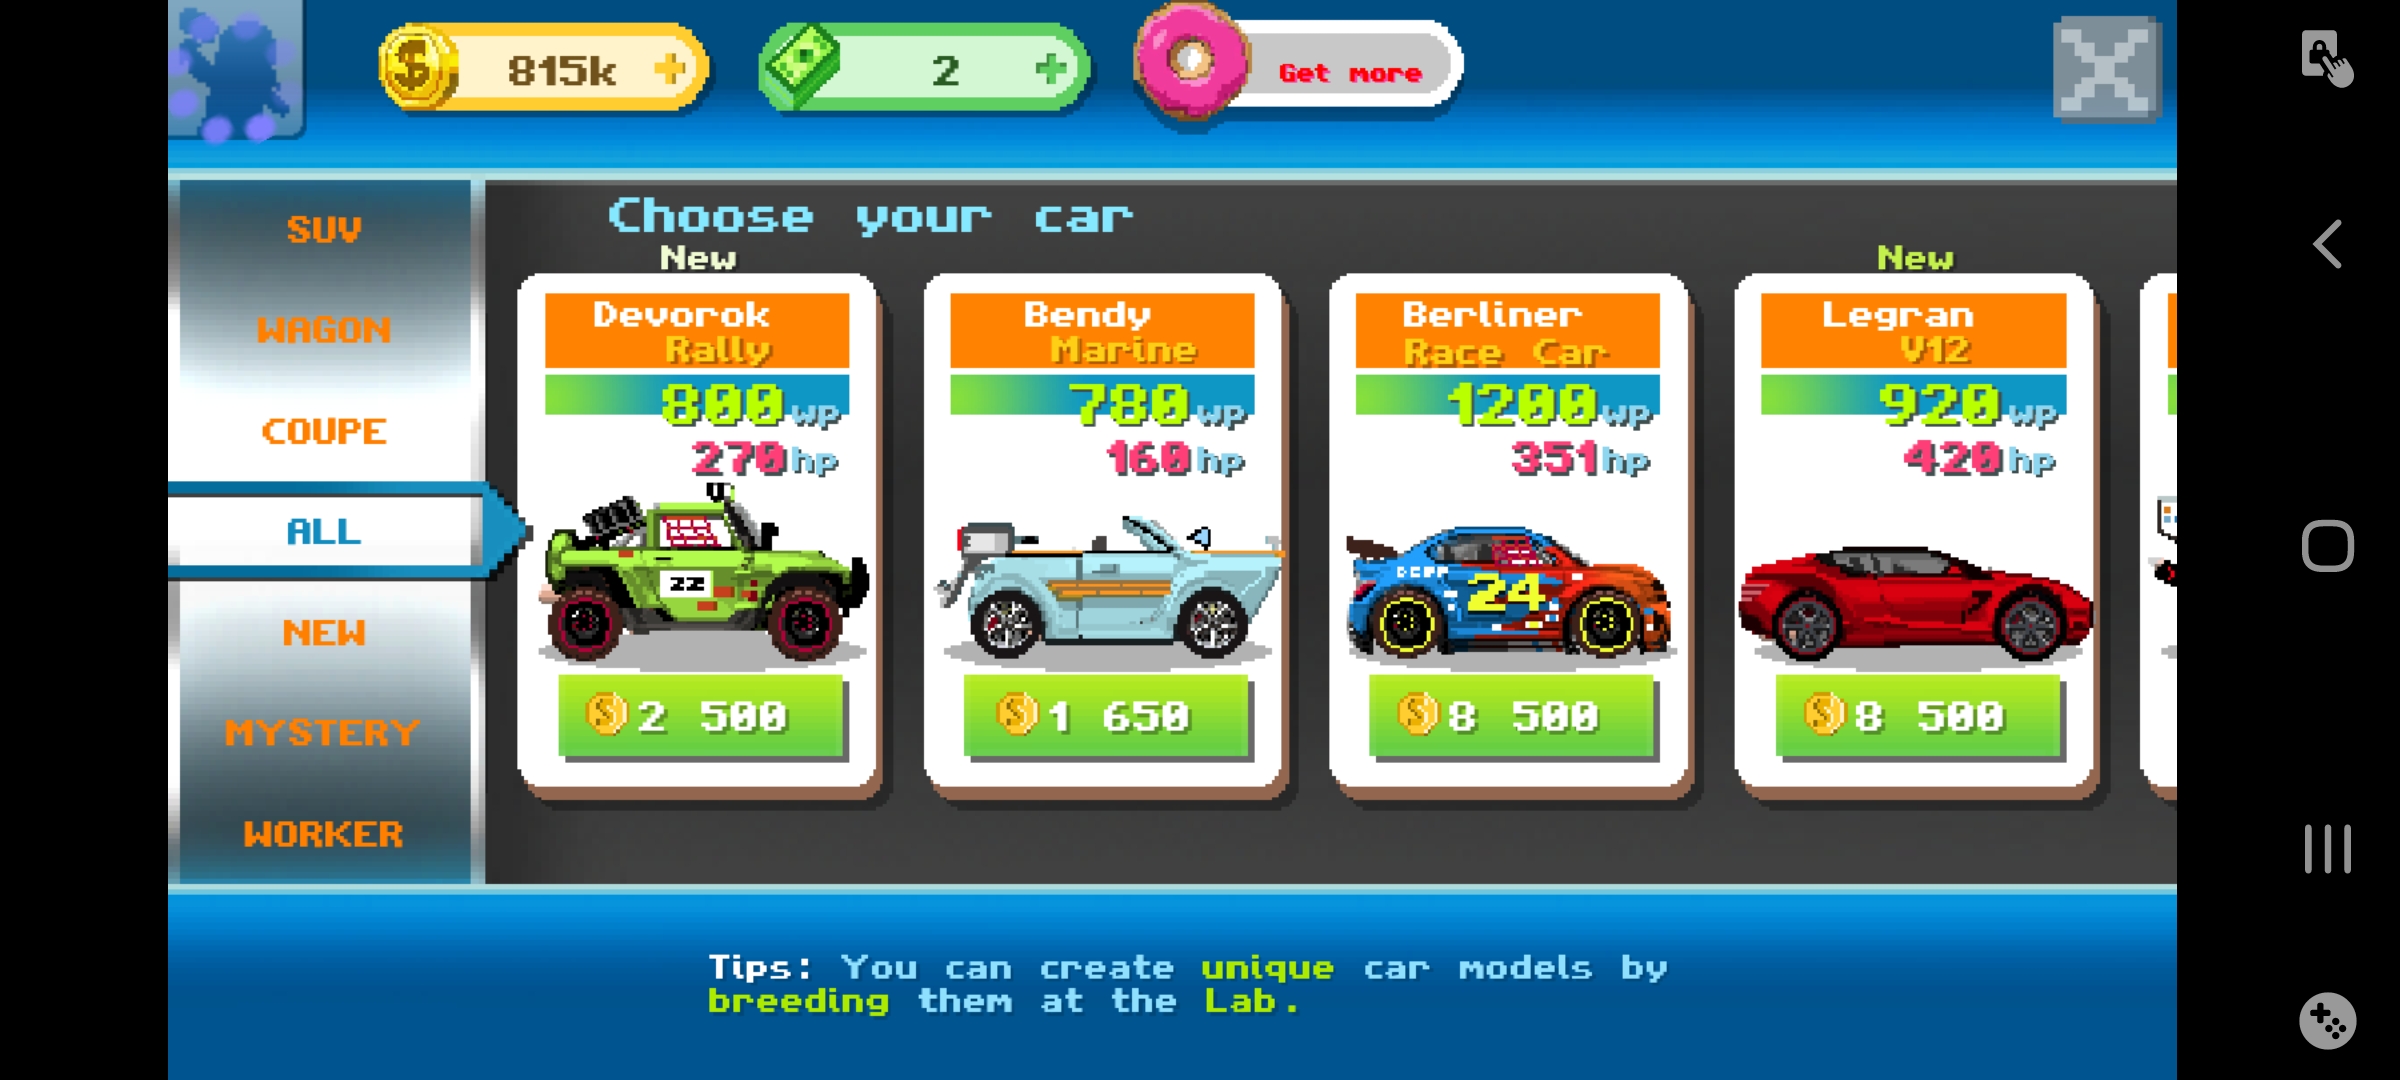 815k
2
Get more
SUV
WAGON
COUPE
ALL
NEW
MYSTERY
WORKER
Choose your car
New
Devorok
Rally
800 wp
270 hp
22
2 500
Bendy
Marine
780 wp
160 hp
1 650
Berliner
Race Car
1200 wp
351 hp
24
8 500
New
Legran
V12
920 wp
420 hp
8 500
Tips: You can create unique car models by
breeding them at the Lab.